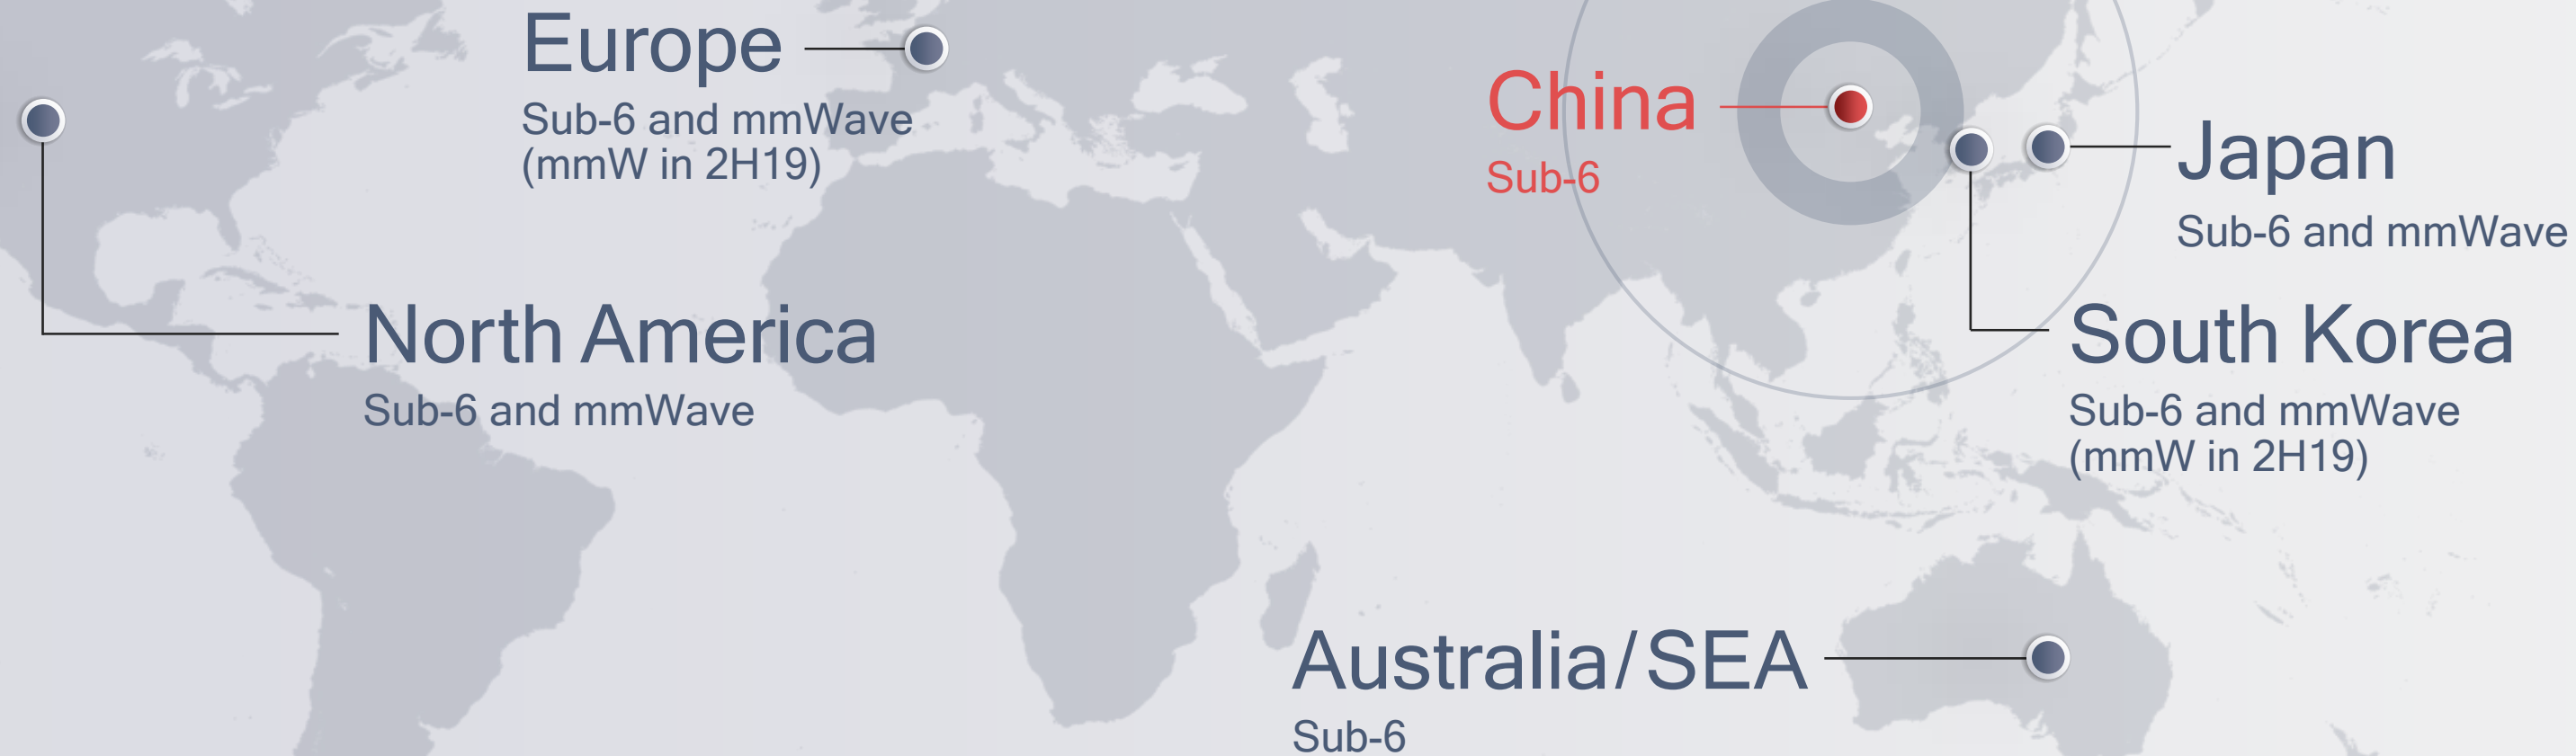 Europe
Sub-6 and mmWave
(mmW in 2H19)
China
Sub-6
Japan
Sub-6 and mmWave
North America
Sub-6 and mmWave
South Korea
Sub-6 and mmWave
(mmW in 2H19)
Australia/SEA
Sub-6